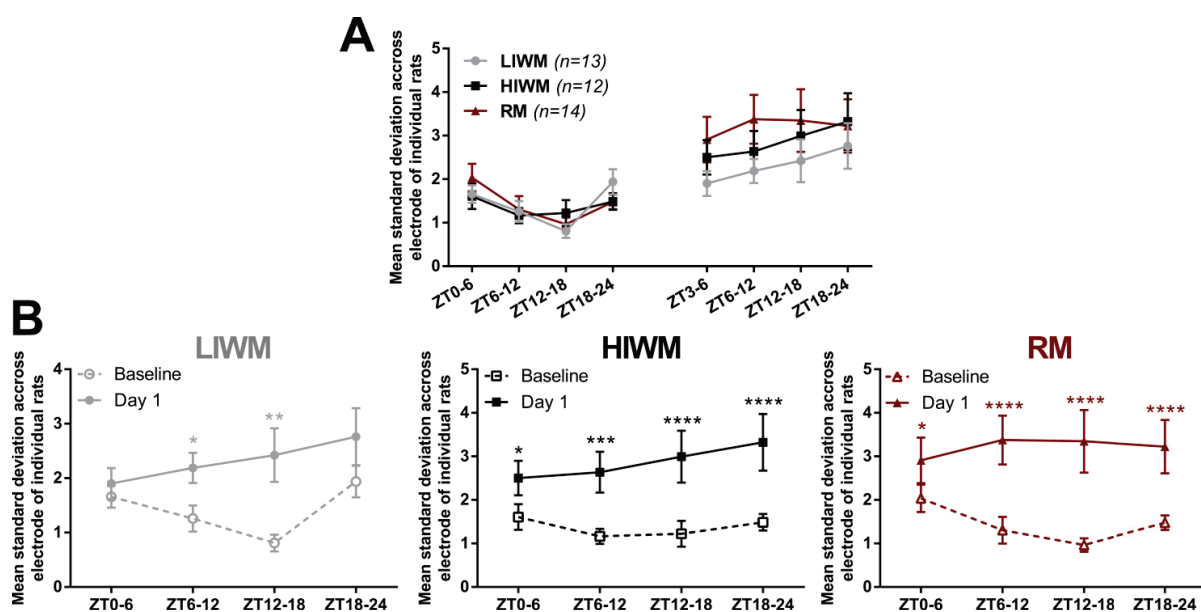 A
Mean standard deviation accross
electrode of individual rats
5
4
3
2
1
0
LIWM (n=13)
HIWM (n=12)
RM (n=14)
ZT0-6
ZT6-12
ZT12-18
ZT18-24
ZT3-6
ZT6-12
ZT12-18
ZT18-24
B
LIWM
Mean standard deviation accross
electrode of individual rats
4
3
2
1
0
Baseline
Day 1
*
**
ZT0-6
ZT6-12
ZT12-18
ZT18-24
HIWM
Mean standard deviation accross
electrode of individual rats
5
4
3
2
1
0
Baseline
Day 1
*
***
****
****
ZT0-6
ZT6-12
ZT12-18
ZT18-24
RM
Mean standard deviation accross
electrode of individual rats
5
4
3
2
1
0
Baseline
Day 1
*
****
****
****
ZT0-6
ZT6-12
ZT12-18
ZT18-24